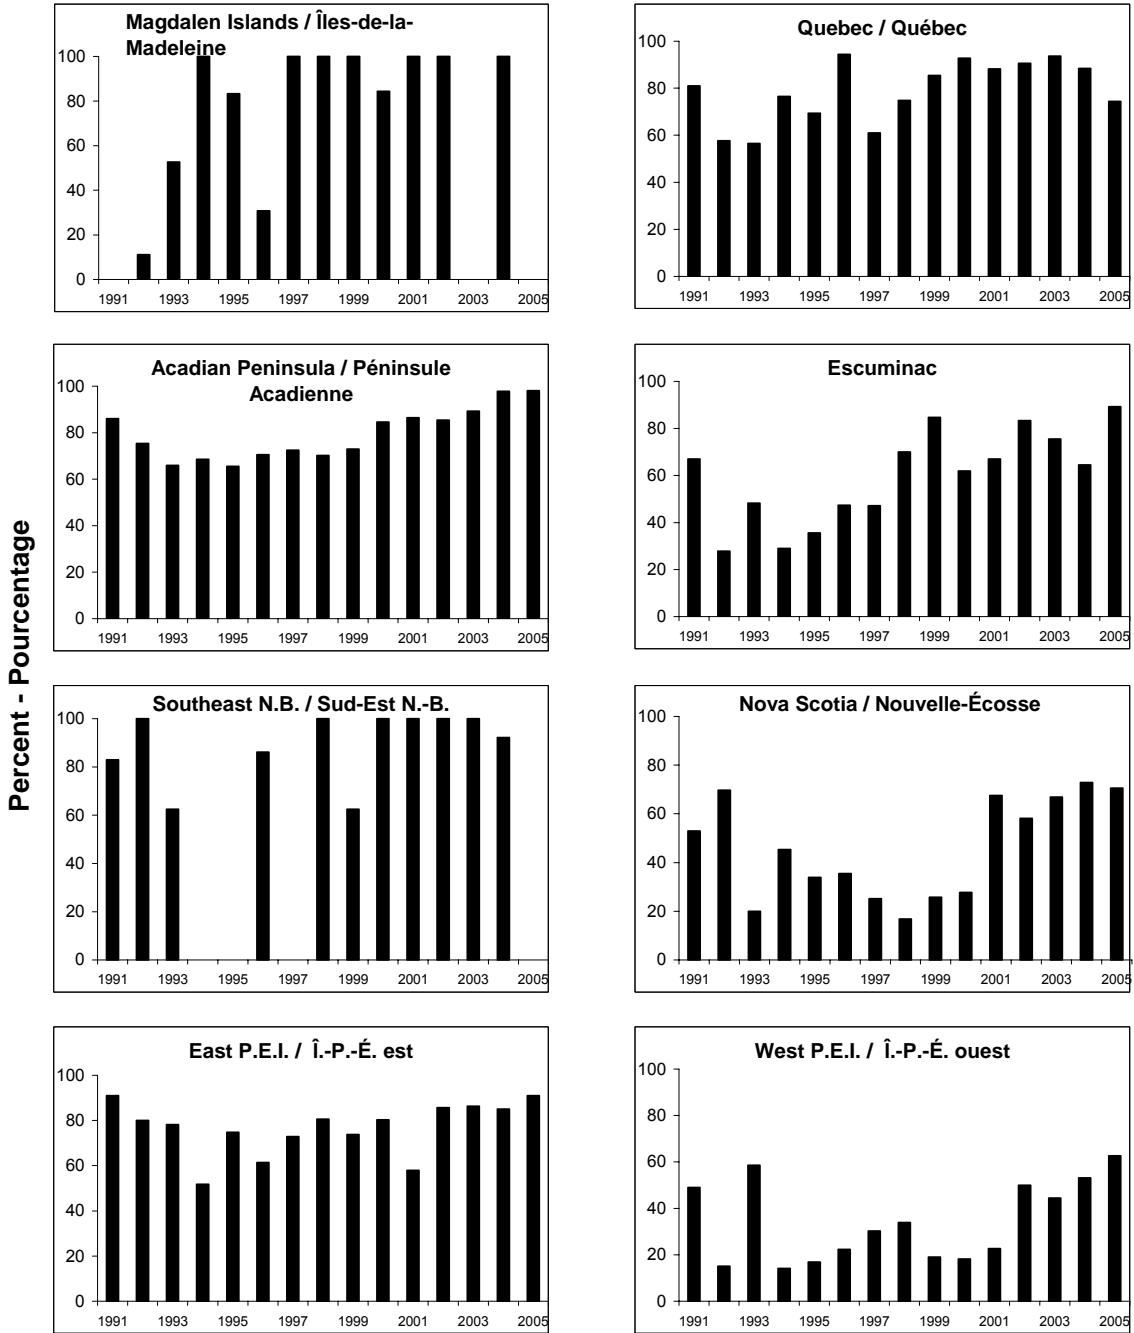 Percent - Pourcentage
Magdalen Islands / Îles-de-la-
Madeleine
100
80
60
40
20
0
1991 1993 1995 1997 1999 2001 2003 2005
Quebec / Québec
100
80
60
40
20
0
1991 1993 1995 1997 1999 2001 2003 2005
Acadian Peninsula / Péninsule
Acadienne
100
80
60
40
20
0
1991 1993 1995 1997 1999 2001 2003 2005
Escuminac
100
80
60
40
20
0
1991 1993 1995 1997 1999 2001 2003 2005
Southeast N.B. / Sud-Est N.-B.
100
80
60
40
20
0
1991 1993 1995 1997 1999 2001 2003 2005
Nova Scotia / Nouvelle-Écosse
100
80
60
40
20
0
1991 1993 1995 1997 1999 2001 2003 2005
East P.E.I. / Î.-P.-É. est
100
80
60
40
20
0
1991 1993 1995 1997 1999 2001 2003 2005
West P.E.I. / Î.-P.-É. ouest
100
80
60
40
20
0
1991 1993 1995 1997 1999 2001 2003 2005